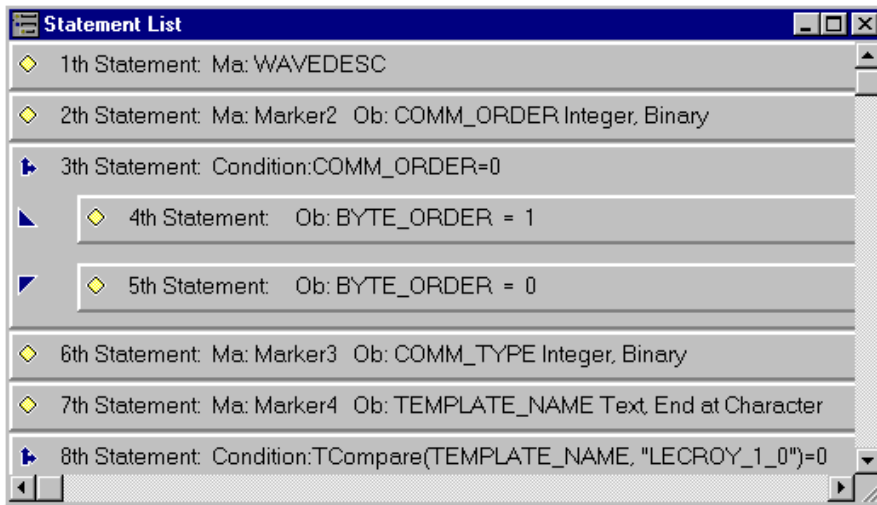 Statement List
1th Statement: Ma: WAVEDESC
2th Statement: Ma: Marker2 Ob: COMM_ORDER Integer, Binary
3th Statement: Condition:COMM_ORDER=0
4th Statement: Ob: BYTE_ORDER = 1
5th Statement: Ob: BYTE_ORDER = 0
6th Statement: Ma: Marker3 Ob: COMM_TYPE Integer, Binary
7th Statement: Ma: Marker4 Ob: TEMPLATE_NAME Text, End at Character
8th Statement: Condition:TCompare(TEMPLATE_NAME, "LECROY_1_0")=0